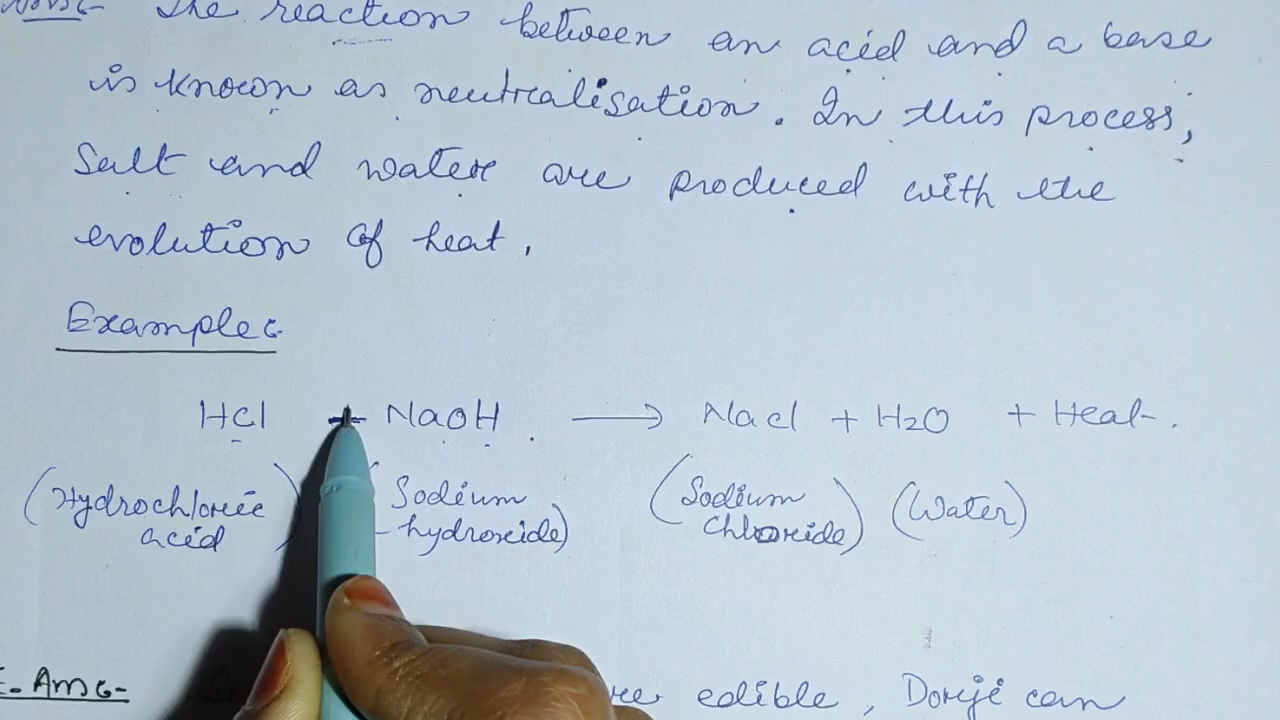 The reaction between an acid and a base
is known as neutralisation. In this process,
Salt and water are produced with the
evolution of heat.
Example:-
HCl + NaOH ⟶ Nacl + H2O + Heat.
(Hydrochloric acid) (Sodium hydroxide) (Sodium Chloride) (Water)
Ans:- edible, Dorji can